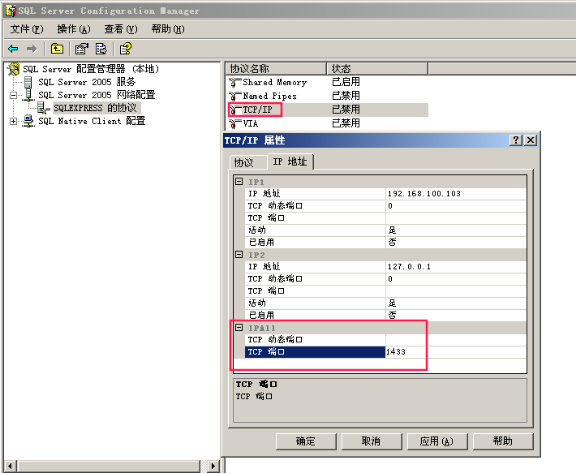 SQL Server Configuration Manager
文件(F) 操作(A) 查看(V) 帮助(H)
SQL Server 配置管理器 (本地)
SQL Server 2005 服务
SQL Server 2005 网络配置
SQLEXPRESS 的协议
SQL Native Client 配置
协议名称 状态
Shared Memory 已启用
Named Pipes 已禁用
TCP/IP 已禁用
VIA 已禁用
TCP/IP 属性
协议 IP 地址
IP1
IP 地址 192.168.100.103
TCP 动态端口 0
TCP 端口
活动 是
已启用 否
IP2
IP 地址 127.0.0.1
TCP 动态端口 0
TCP 端口
活动 是
已启用 否
IPAll
TCP 动态端口
TCP 端口 1433
TCP 端口
TCP 端口
确定 取消 应用(A) 帮助